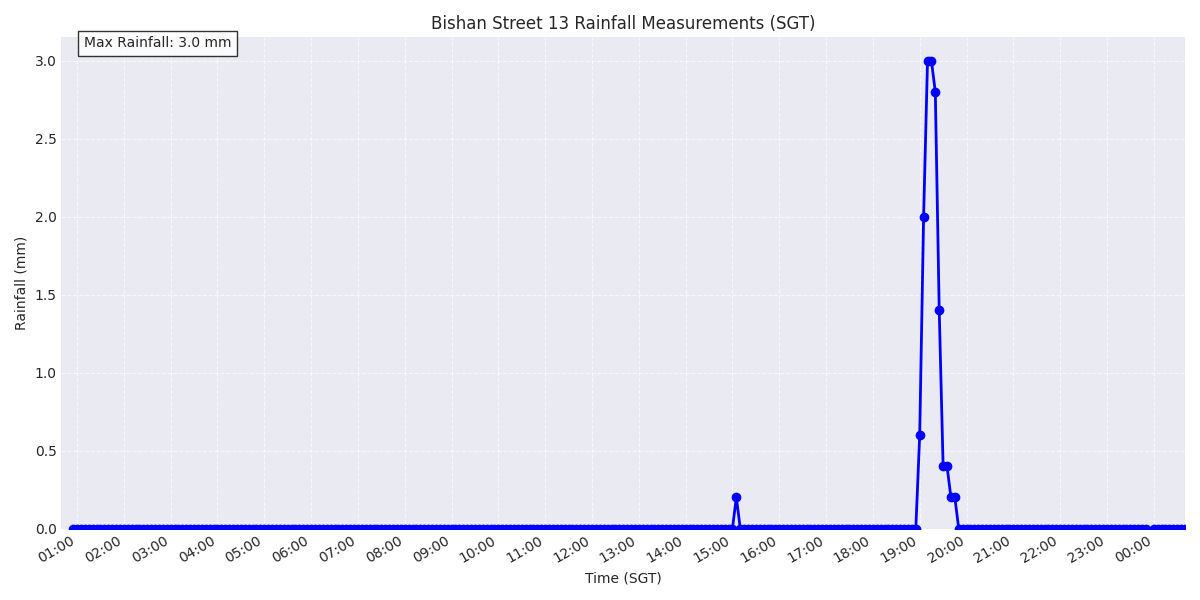 Bishan Street 13 Rainfall Measurements (SGT)
Max Rainfall: 3.0 mm
3.0
2.5
2.0
1.5
1.0
0.5
0.0
Rainfall (mm)
01:00 02:00 03:00 04:00 05:00 06:00 07:00 08:00 09:00 10:00 11:00 12:00 13:00 14:00 15:00 16:00 17:00 18:00 19:00 20:00 21:00 22:00 23:00 00:00
Time (SGT)